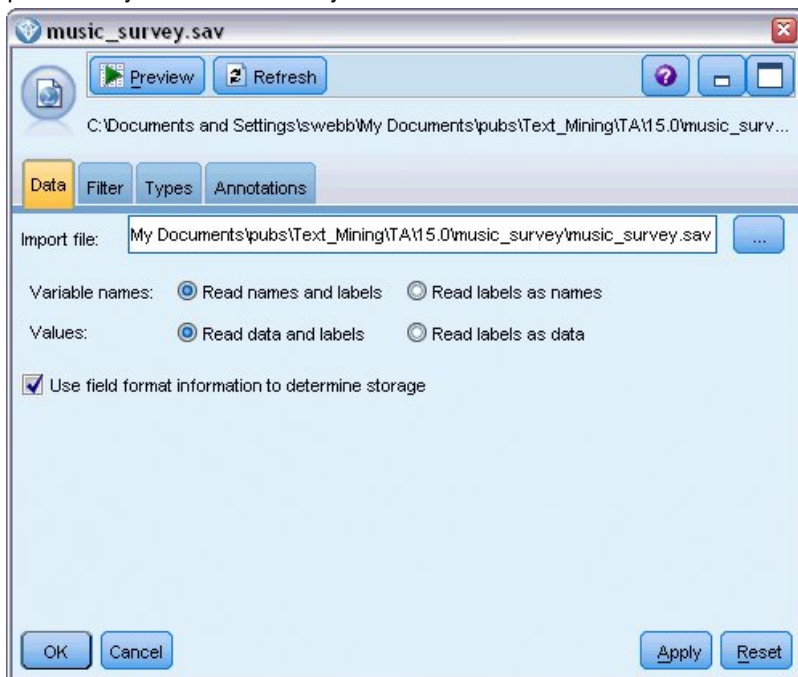 music_survey.sav
Preview Refresh
C:\Documents and Settings\swebb\My Documents\pubs\Text_Mining\TA\15.0\music_surv...
Data Filter Types Annotations
Import file: My Documents\pubs\Text_Mining\TA\15.0\music_survey\music_survey.sav ...
Variable names: Read names and labels Read labels as names
Values: Read data and labels Read labels as data
Use field format information to determine storage
OK Cancel Apply Reset